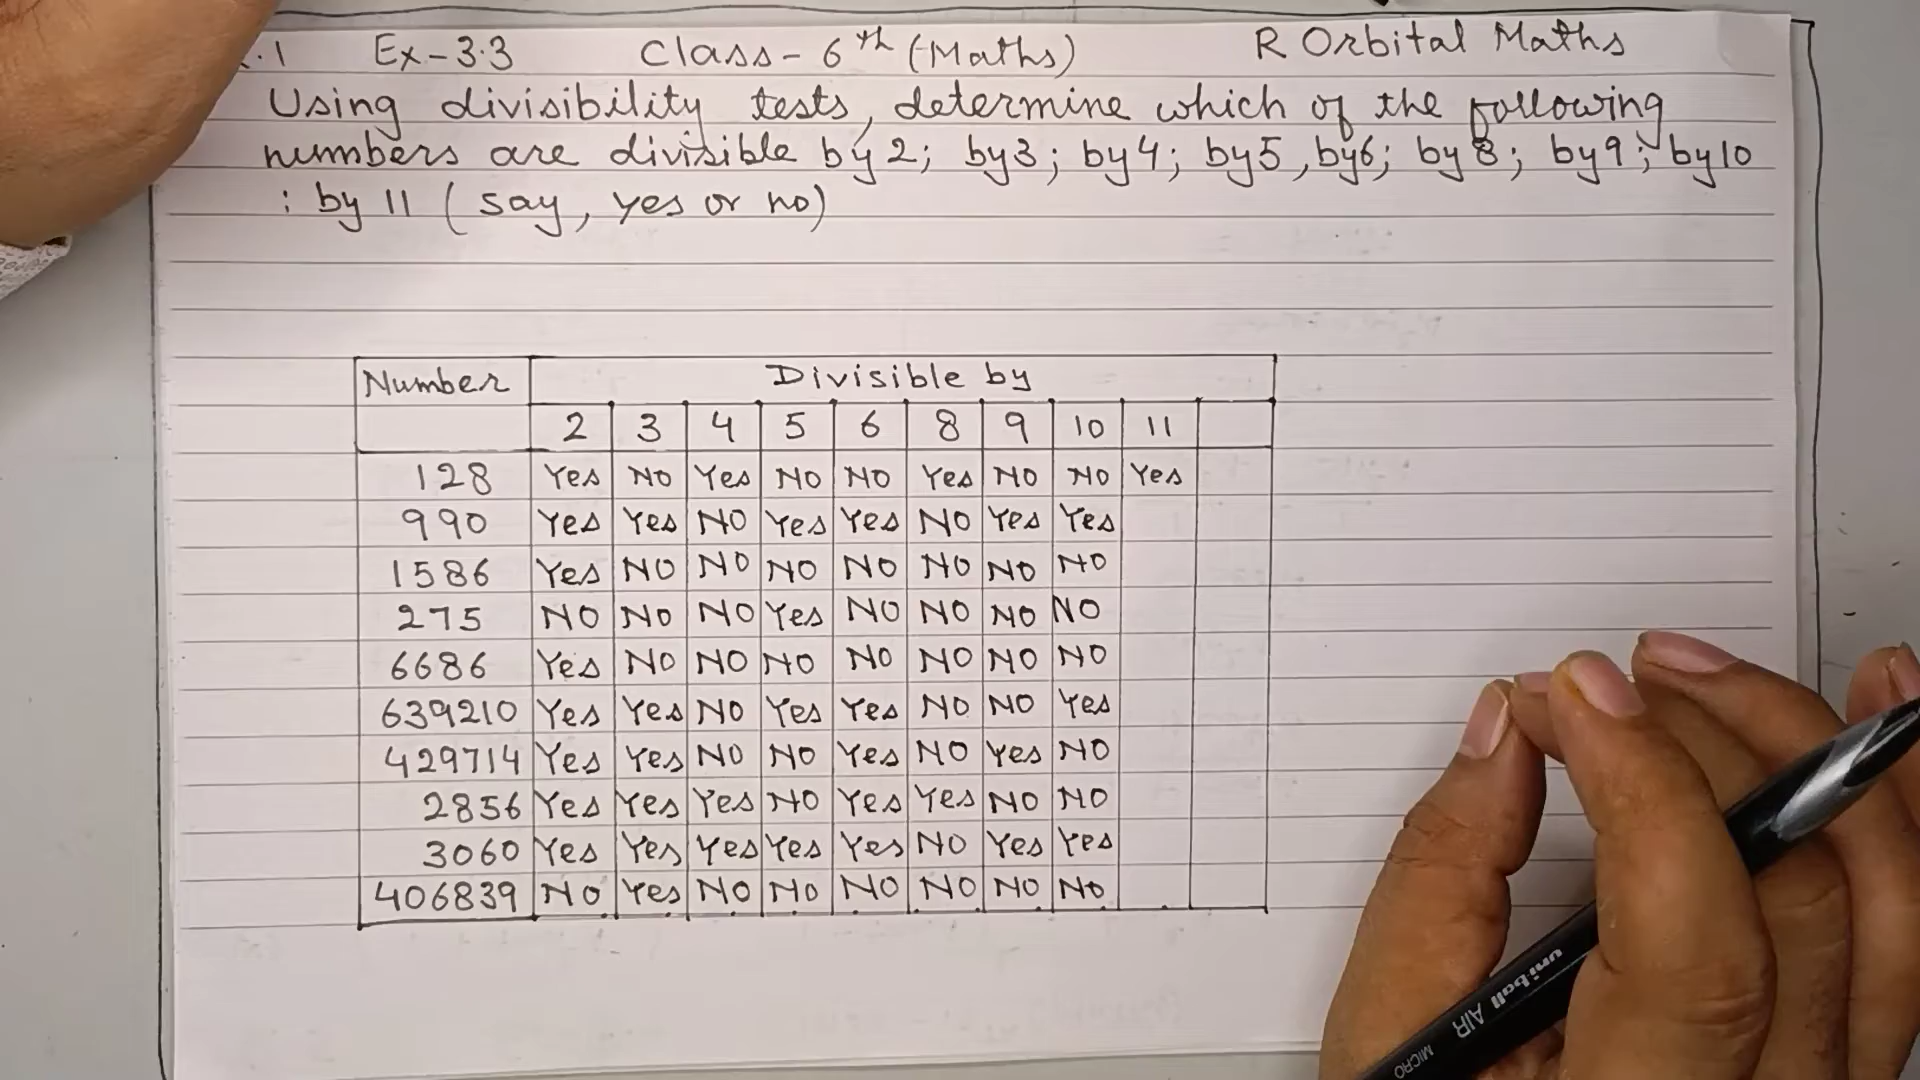 .1 Ex-3.3 Class-6th (Maths) R Orbital Maths
Using divisibility tests, determine which of the following
numbers are divisible by 2; by 3; by 4; by 5, by 6; by 8; by 9; by 10
; by 11 (say, yes or no)
Number Divisible by
2 3 4 5 6 8 9 10 11
128 Yes No Yes No No Yes No No Yes
990 Yes Yes No Yes Yes No Yes Yes
1586 Yes No No No No No No No
275 No No No Yes No No No No
6686 Yes No No No No No No No
639210 Yes Yes No Yes Yes No No Yes
429714 Yes Yes No No Yes No Yes No
2856 Yes Yes Yes No Yes Yes No No
3060 Yes Yes Yes Yes Yes No Yes Yes
406839 No Yes No No No No No No
uni-ball AIR
MICRO